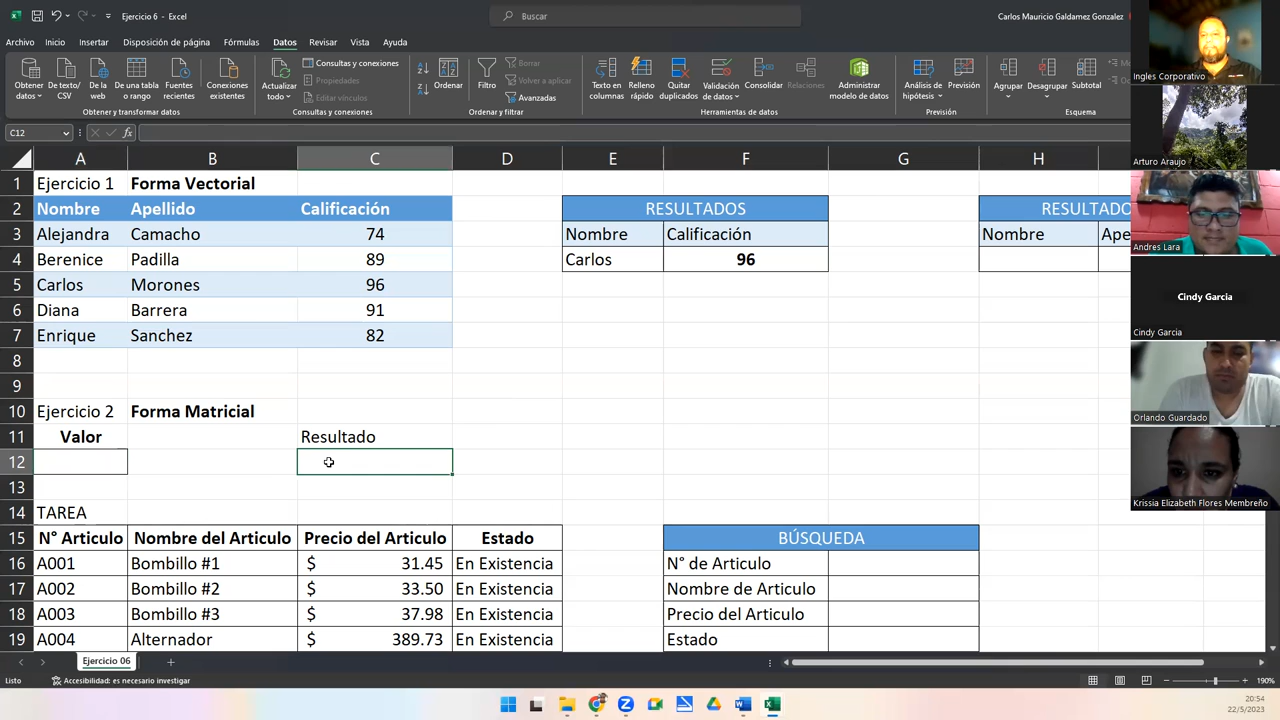 Ejercicio 6 - Excel
Buscar
Carlos Mauricio Galdamez Gonzalez
Archivo Inicio Insertar Disposición de página Fórmulas Datos Revisar Vista Ayuda
Obtener datos
De texto/CSV
De la web
De una tabla o rango
Fuentes recientes
Conexiones existentes
Obtener y transformar datos
Actualizar todo
Consultas y conexiones
Propiedades
Editar vínculos
Consultas y conexiones
Ordenar
Filtro
Borrar
Volver a aplicar
Avanzadas
Ordenar y filtrar
Texto en columnas
Relleno rápido
Quitar duplicados
Validación de datos
Consolidar
Relaciones
Administrar modelo de datos
Herramientas de datos
Análisis de hipótesis
Previsión
Previsión
Agrupar
Desagrupar
Subtotal
Esquema
C12
fx
A B C D E F G H
1 Ejercicio 1 Forma Vectorial
2 Nombre Apellido Calificación RESULTADOS RESULTADO
3 Alejandra Camacho 74 Nombre Calificación Nombre Ape
4 Berenice Padilla 89 Carlos 96
5 Carlos Morones 96
6 Diana Barrera 91
7 Enrique Sanchez 82
8
9
10 Ejercicio 2 Forma Matricial
11 Valor Resultado
12
13
14 TAREA
15 N° Articulo Nombre del Articulo Precio del Articulo Estado BÚSQUEDA
16 A001 Bombillo #1 $ 31.45 En Existencia N° de Articulo
17 A002 Bombillo #2 $ 33.50 En Existencia Nombre de Articulo
18 A003 Bombillo #3 $ 37.98 En Existencia Precio del Articulo
19 A004 Alternador $ 389.73 En Existencia Estado
Ejercicio 06
Listo
Accesibilidad: es necesario investigar
190%
20:54
22/5/2023
Ingles Corporativo
Arturo Araujo
Andres Lara
Cindy Garcia
Cindy Garcia
Orlando Guardado
Krissia Elizabeth Flores Membreño